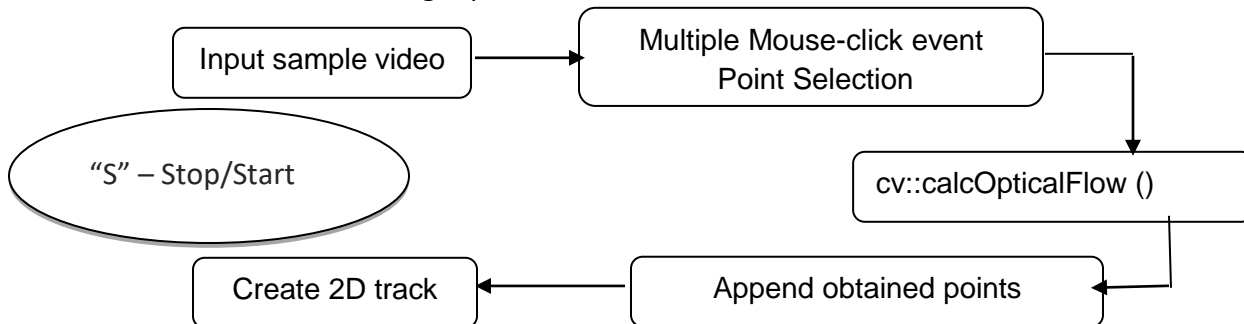 Input sample video
Multiple Mouse-click event
Point Selection
“S” – Stop/Start
cv::calcOpticalFlow ()
Create 2D track
Append obtained points